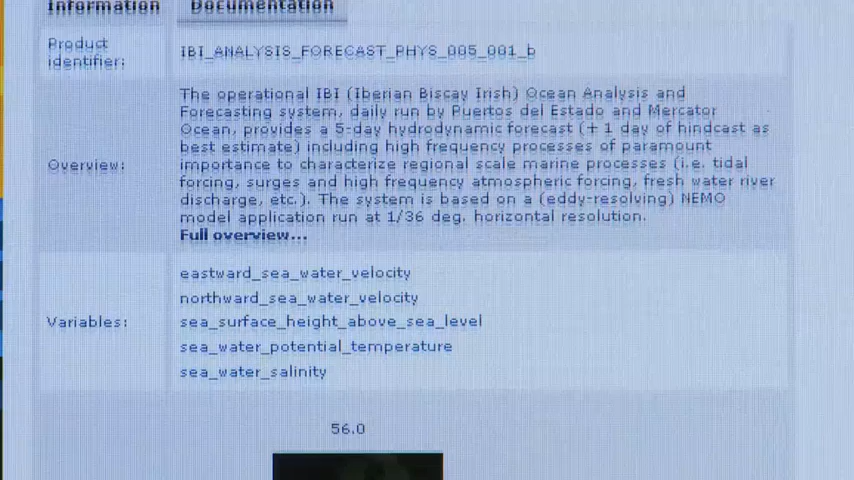 Information Documentation
Product
identifier:
IBI_ANALYSIS_FORECAST_PHYS_005_001_b
Overview:
The operational IBI (Iberian Biscay Irish) Ocean Analysis and
Forecasting system, daily run by Puertos del Estado and Mercator
Ocean, provides a 5-day hydrodynamic forecast (+ 1 day of hindcast as
best estimate) including high frequency processes of paramount
importance to characterize regional scale marine processes (i.e. tidal
forcing, surges and high frequency atmospheric forcing, fresh water river
discharge, etc.). The system is based on a (eddy-resolving) NEMO
model application run at 1/36 deg. horizontal resolution.
Full overview...
Variables:
eastward_sea_water_velocity
northward_sea_water_velocity
sea_surface_height_above_sea_level
sea_water_potential_temperature
sea_water_salinity
56.0